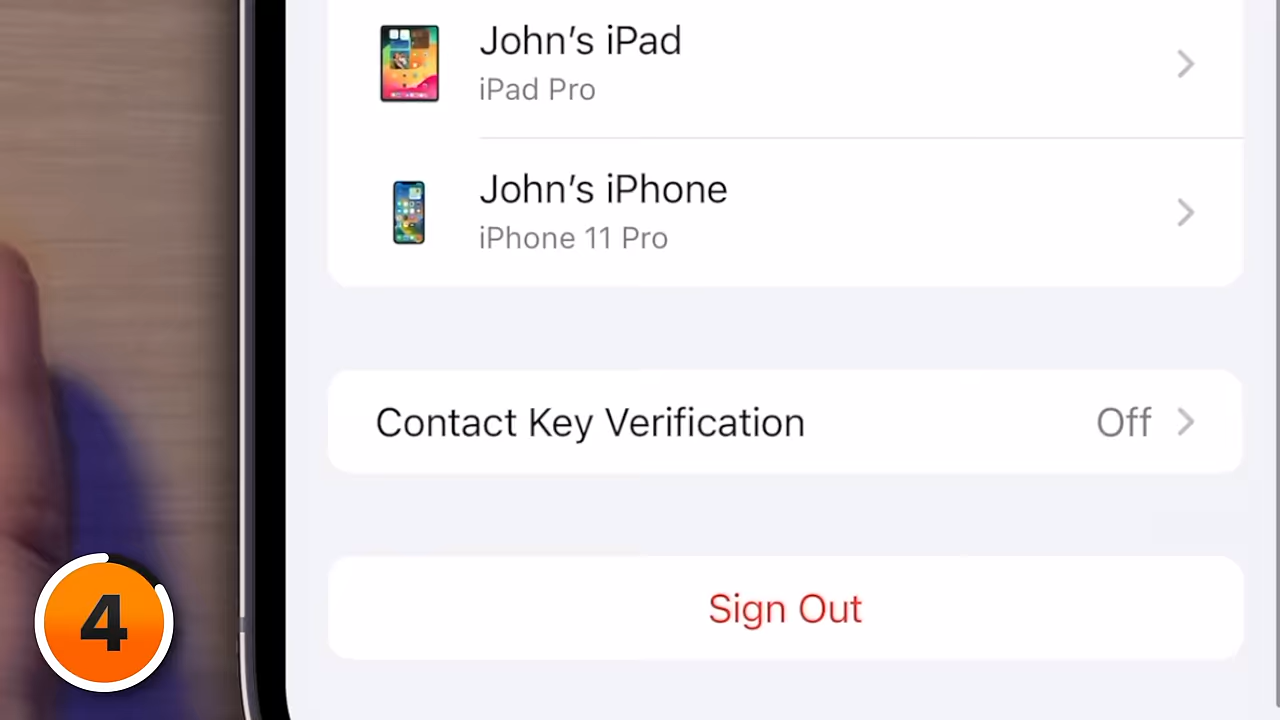 John’s iPad
iPad Pro
John’s iPhone
iPhone 11 Pro
Contact Key Verification
Off
Sign Out
4